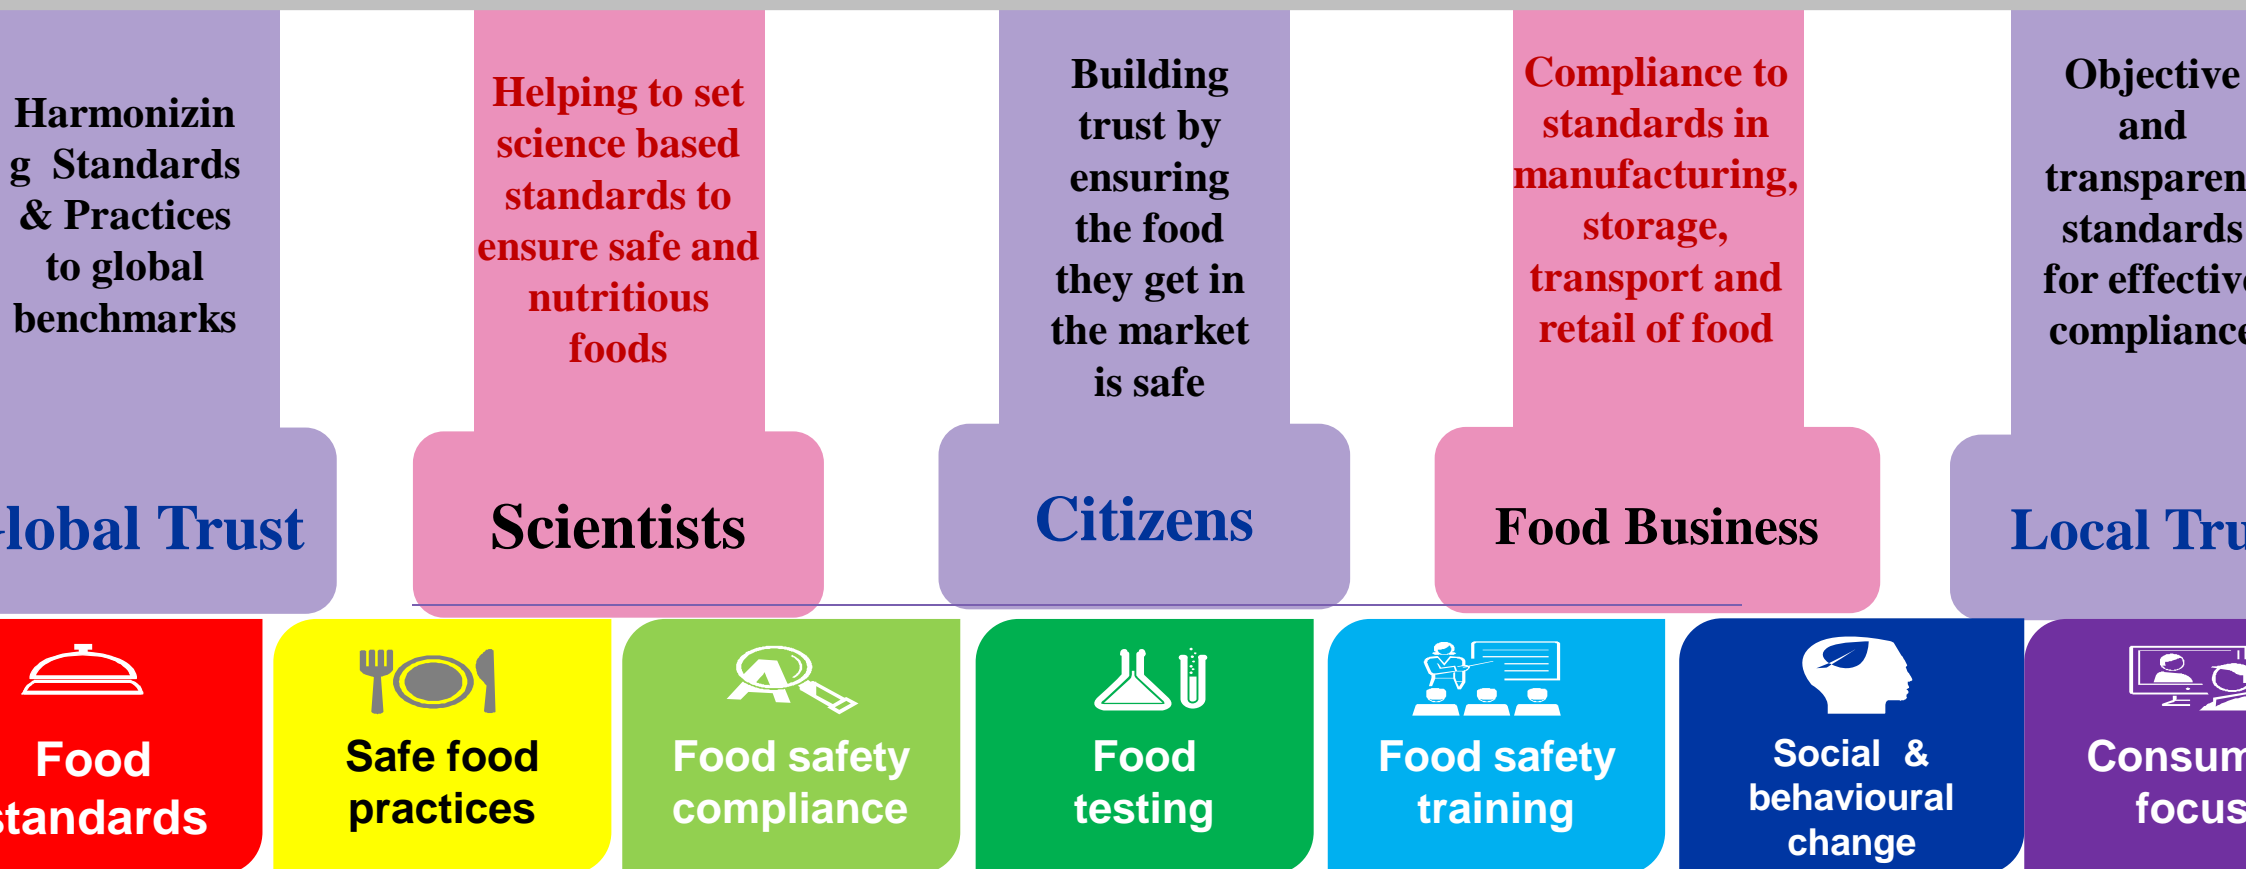 Harmonizin
g Standards
& Practices
to global
benchmarks
Helping to set
science based
standards to
ensure safe and
nutritious
foods
Building
trust by
ensuring
the food
they get in
the market
is safe
Compliance to
standards in
manufacturing,
storage,
transport and
retail of food
Objective
and
transparen
standards
for effective
compliance
lobal Trust
Scientists
Citizens
Food Business
Local Tru
Food
standards
Safe food
practices
Food safety
compliance
Food
testing
Food safety
training
Social & 
behavioural
change
Consum
focus